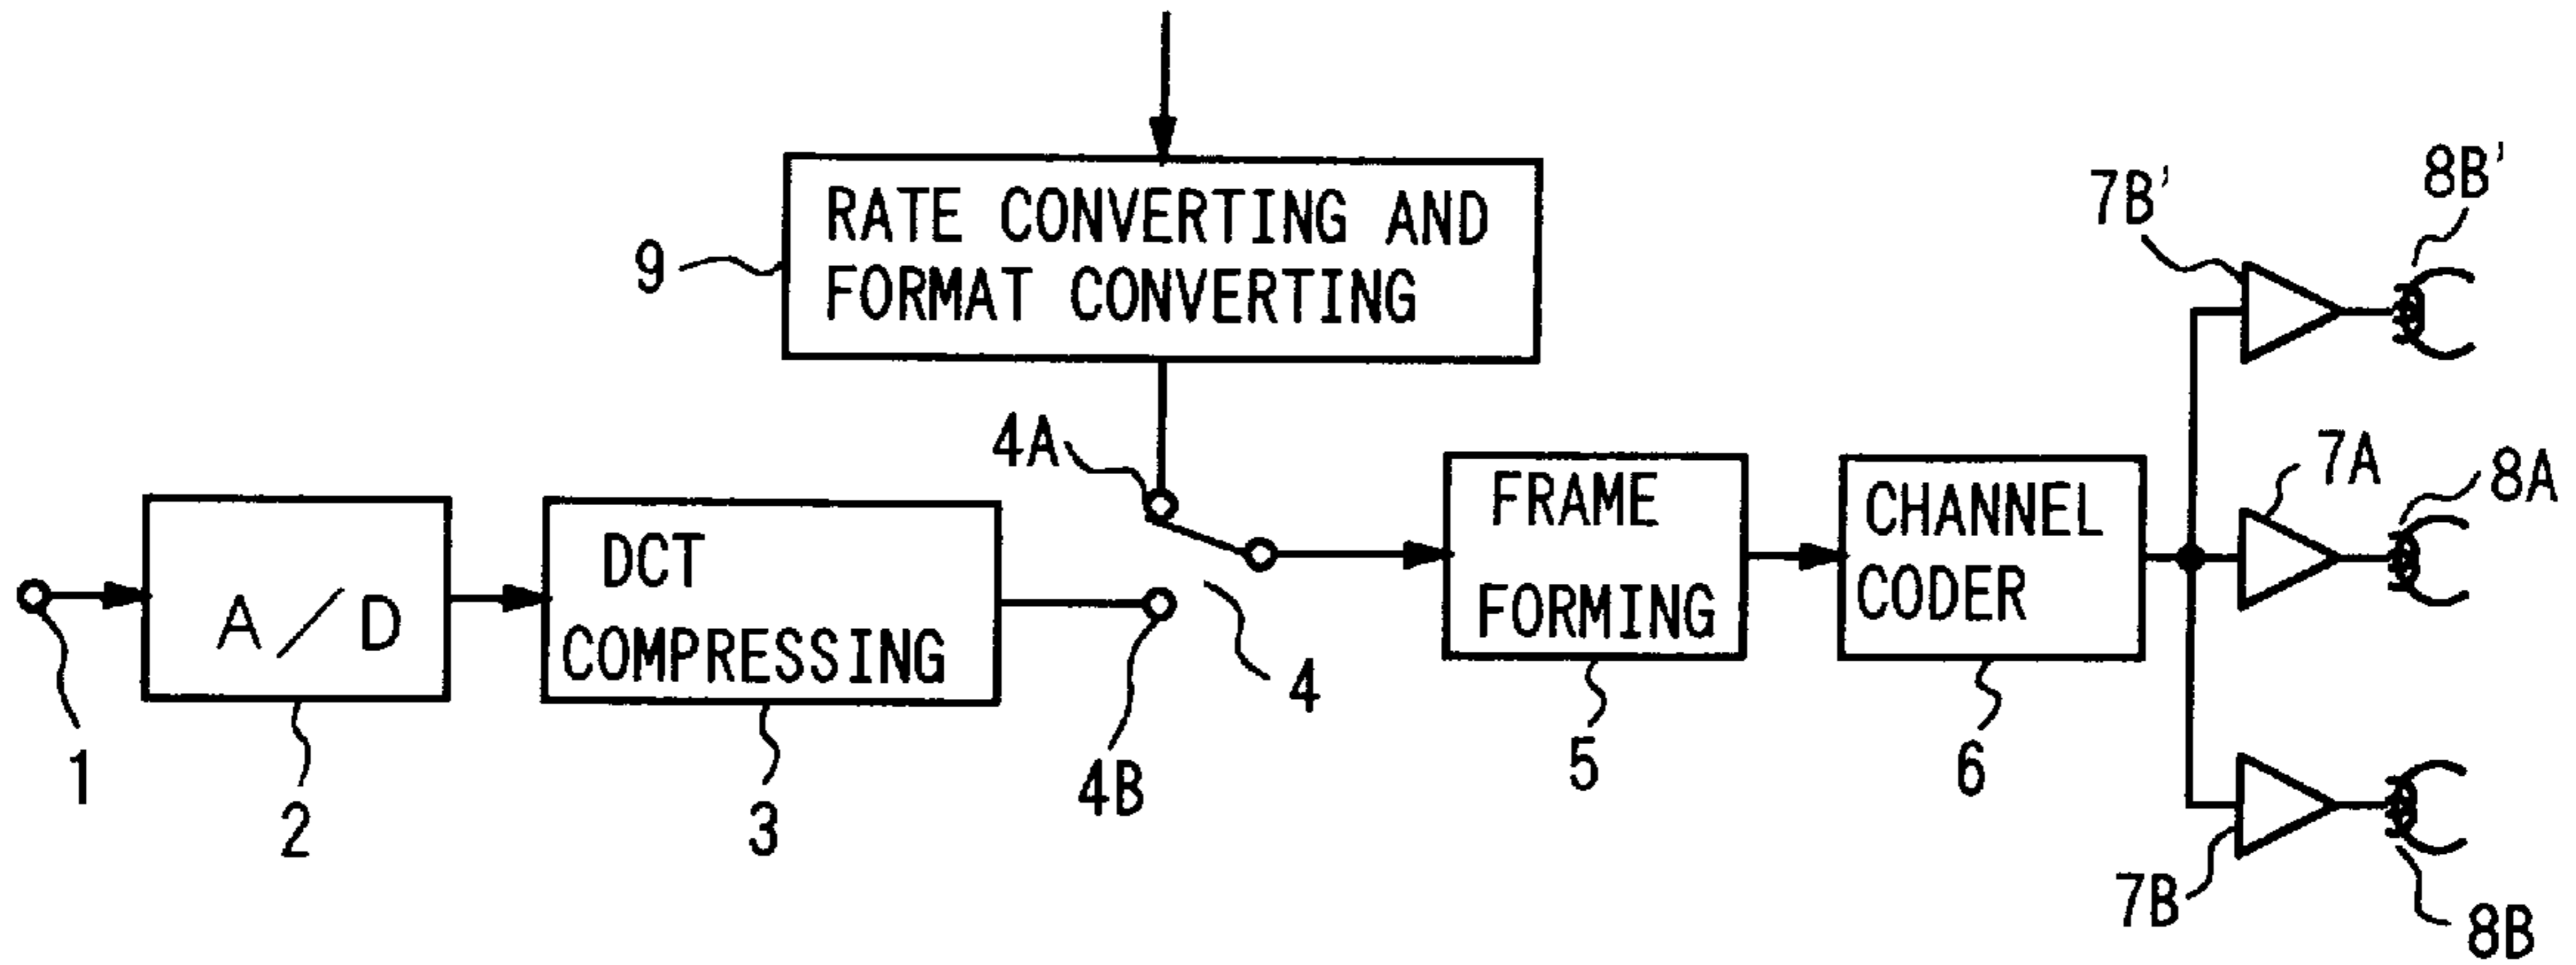 RATE CONVERTING AND
FORMAT CONVERTING
9
7B'
8B'
4A
7A
8A
A/D
DCT
COMPRESSING
FRAME
FORMING
CHANNEL
CODER
1
2
3
4B
4
5
6
7B
8B